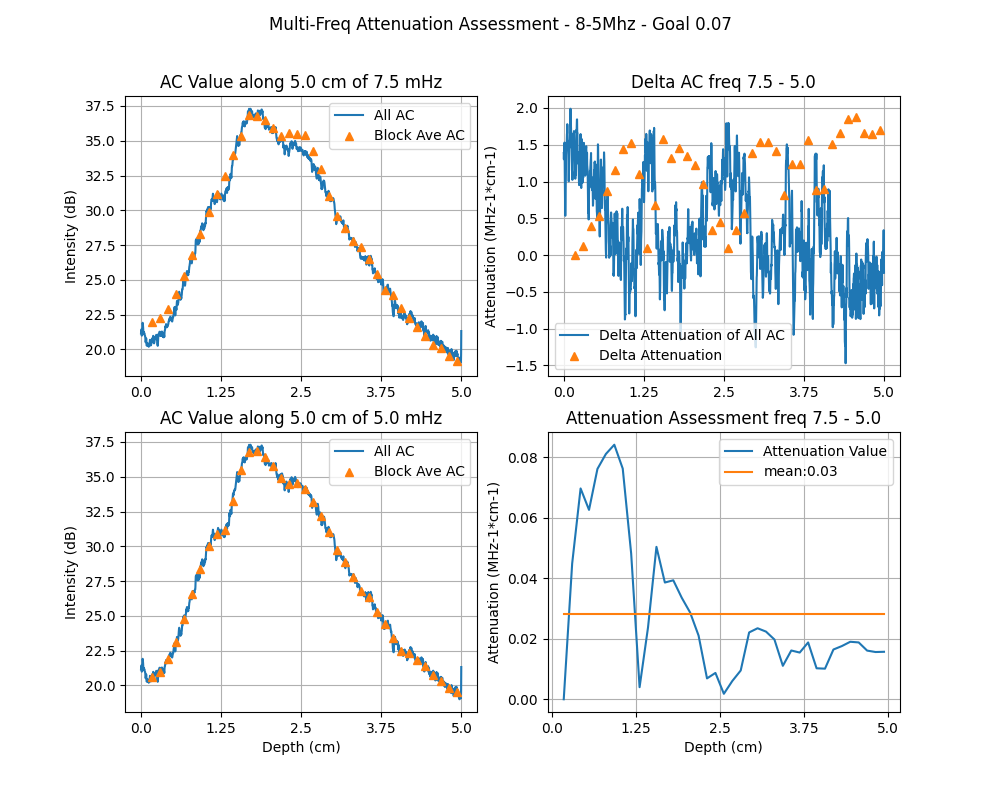 Multi-Freq Attenuation Assessment - 8-5Mhz - Goal 0.07
AC Value along 5.0 cm of 7.5 mHz
Intensity (dB)
37.5
35.0
32.5
30.0
27.5
25.0
22.5
20.0
0.0 1.25 2.5 3.75 5.0
All AC
Block Ave AC
Delta AC freq 7.5 - 5.0
Attenuation (MHz-1*cm-1)
2.0
1.5
1.0
0.5
0.0
−0.5
−1.0
−1.5
0.0 1.25 2.5 3.75 5.0
Delta Attenuation of All AC
Delta Attenuation
AC Value along 5.0 cm of 5.0 mHz
Intensity (dB)
37.5
35.0
32.5
30.0
27.5
25.0
22.5
20.0
0.0 1.25 2.5 3.75 5.0
Depth (cm)
All AC
Block Ave AC
Attenuation Assessment freq 7.5 - 5.0
Attenuation (MHz-1*cm-1)
0.08
0.06
0.04
0.02
0.00
0.0 1.25 2.5 3.75 5.0
Depth (cm)
Attenuation Value
mean:0.03